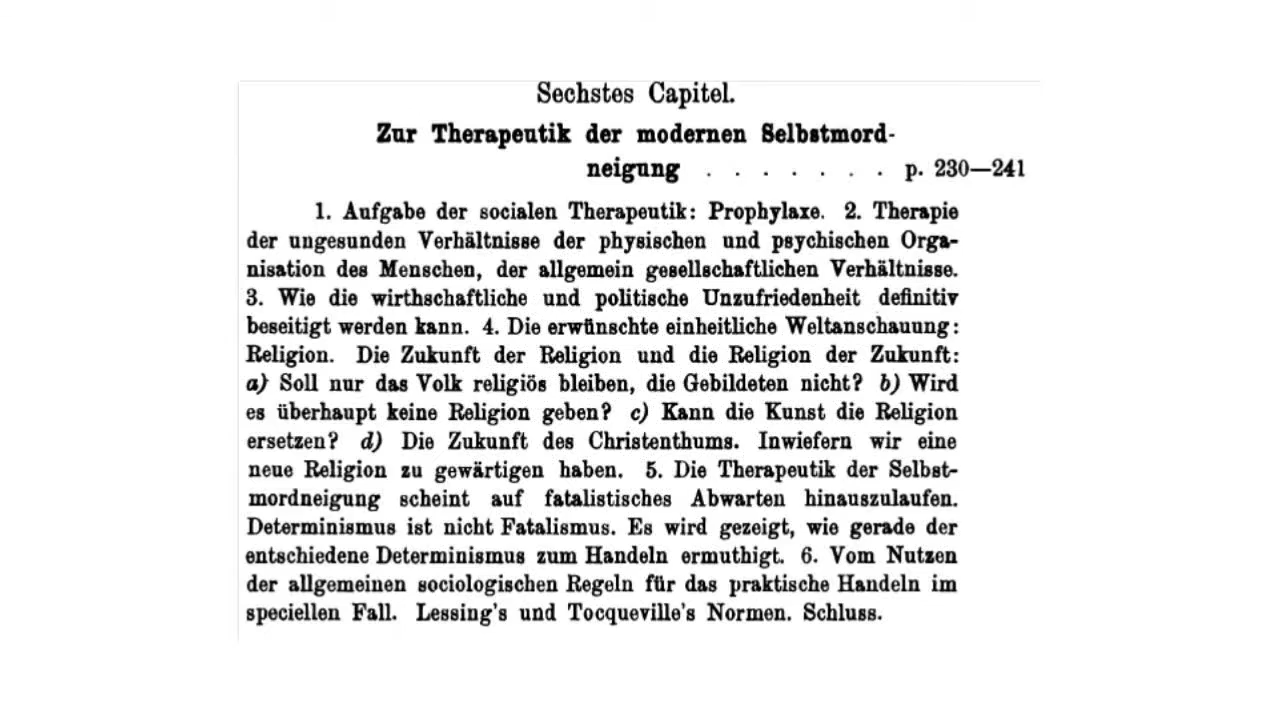 Sechstes Capitel.
Zur Therapeutik der modernen Selbstmord-
neigung . . . . . . . p. 230—241
1. Aufgabe der socialen Therapeutik: Prophylaxe. 2. Therapie
der ungesunden Verhältnisse der physischen und psychischen Orga-
nisation des Menschen, der allgemein gesellschaftlichen Verhältnisse.
3. Wie die wirthschaftliche und politische Unzufriedenheit definitiv
beseitigt werden kann. 4. Die erwünschte einheitliche Weltanschauung:
Religion. Die Zukunft der Religion und die Religion der Zukunft:
a) Soll nur das Volk religiös bleiben, die Gebildeten nicht? b) Wird
es überhaupt keine Religion geben? c) Kann die Kunst die Religion
ersetzen? d) Die Zukunft des Christenthums. Inwiefern wir eine
neue Religion zu gewärtigen haben. 5. Die Therapeutik der Selbst-
mordneigung scheint auf fatalistisches Abwarten hinauszulaufen.
Determinismus ist nicht Fatalismus. Es wird gezeigt, wie gerade der
entschiedene Determinismus zum Handeln ermuthigt. 6. Vom Nutzen
der allgemeinen sociologischen Regeln für das praktische Handeln im
speciellen Fall. Lessing's und Tocqueville's Normen. Schluss.